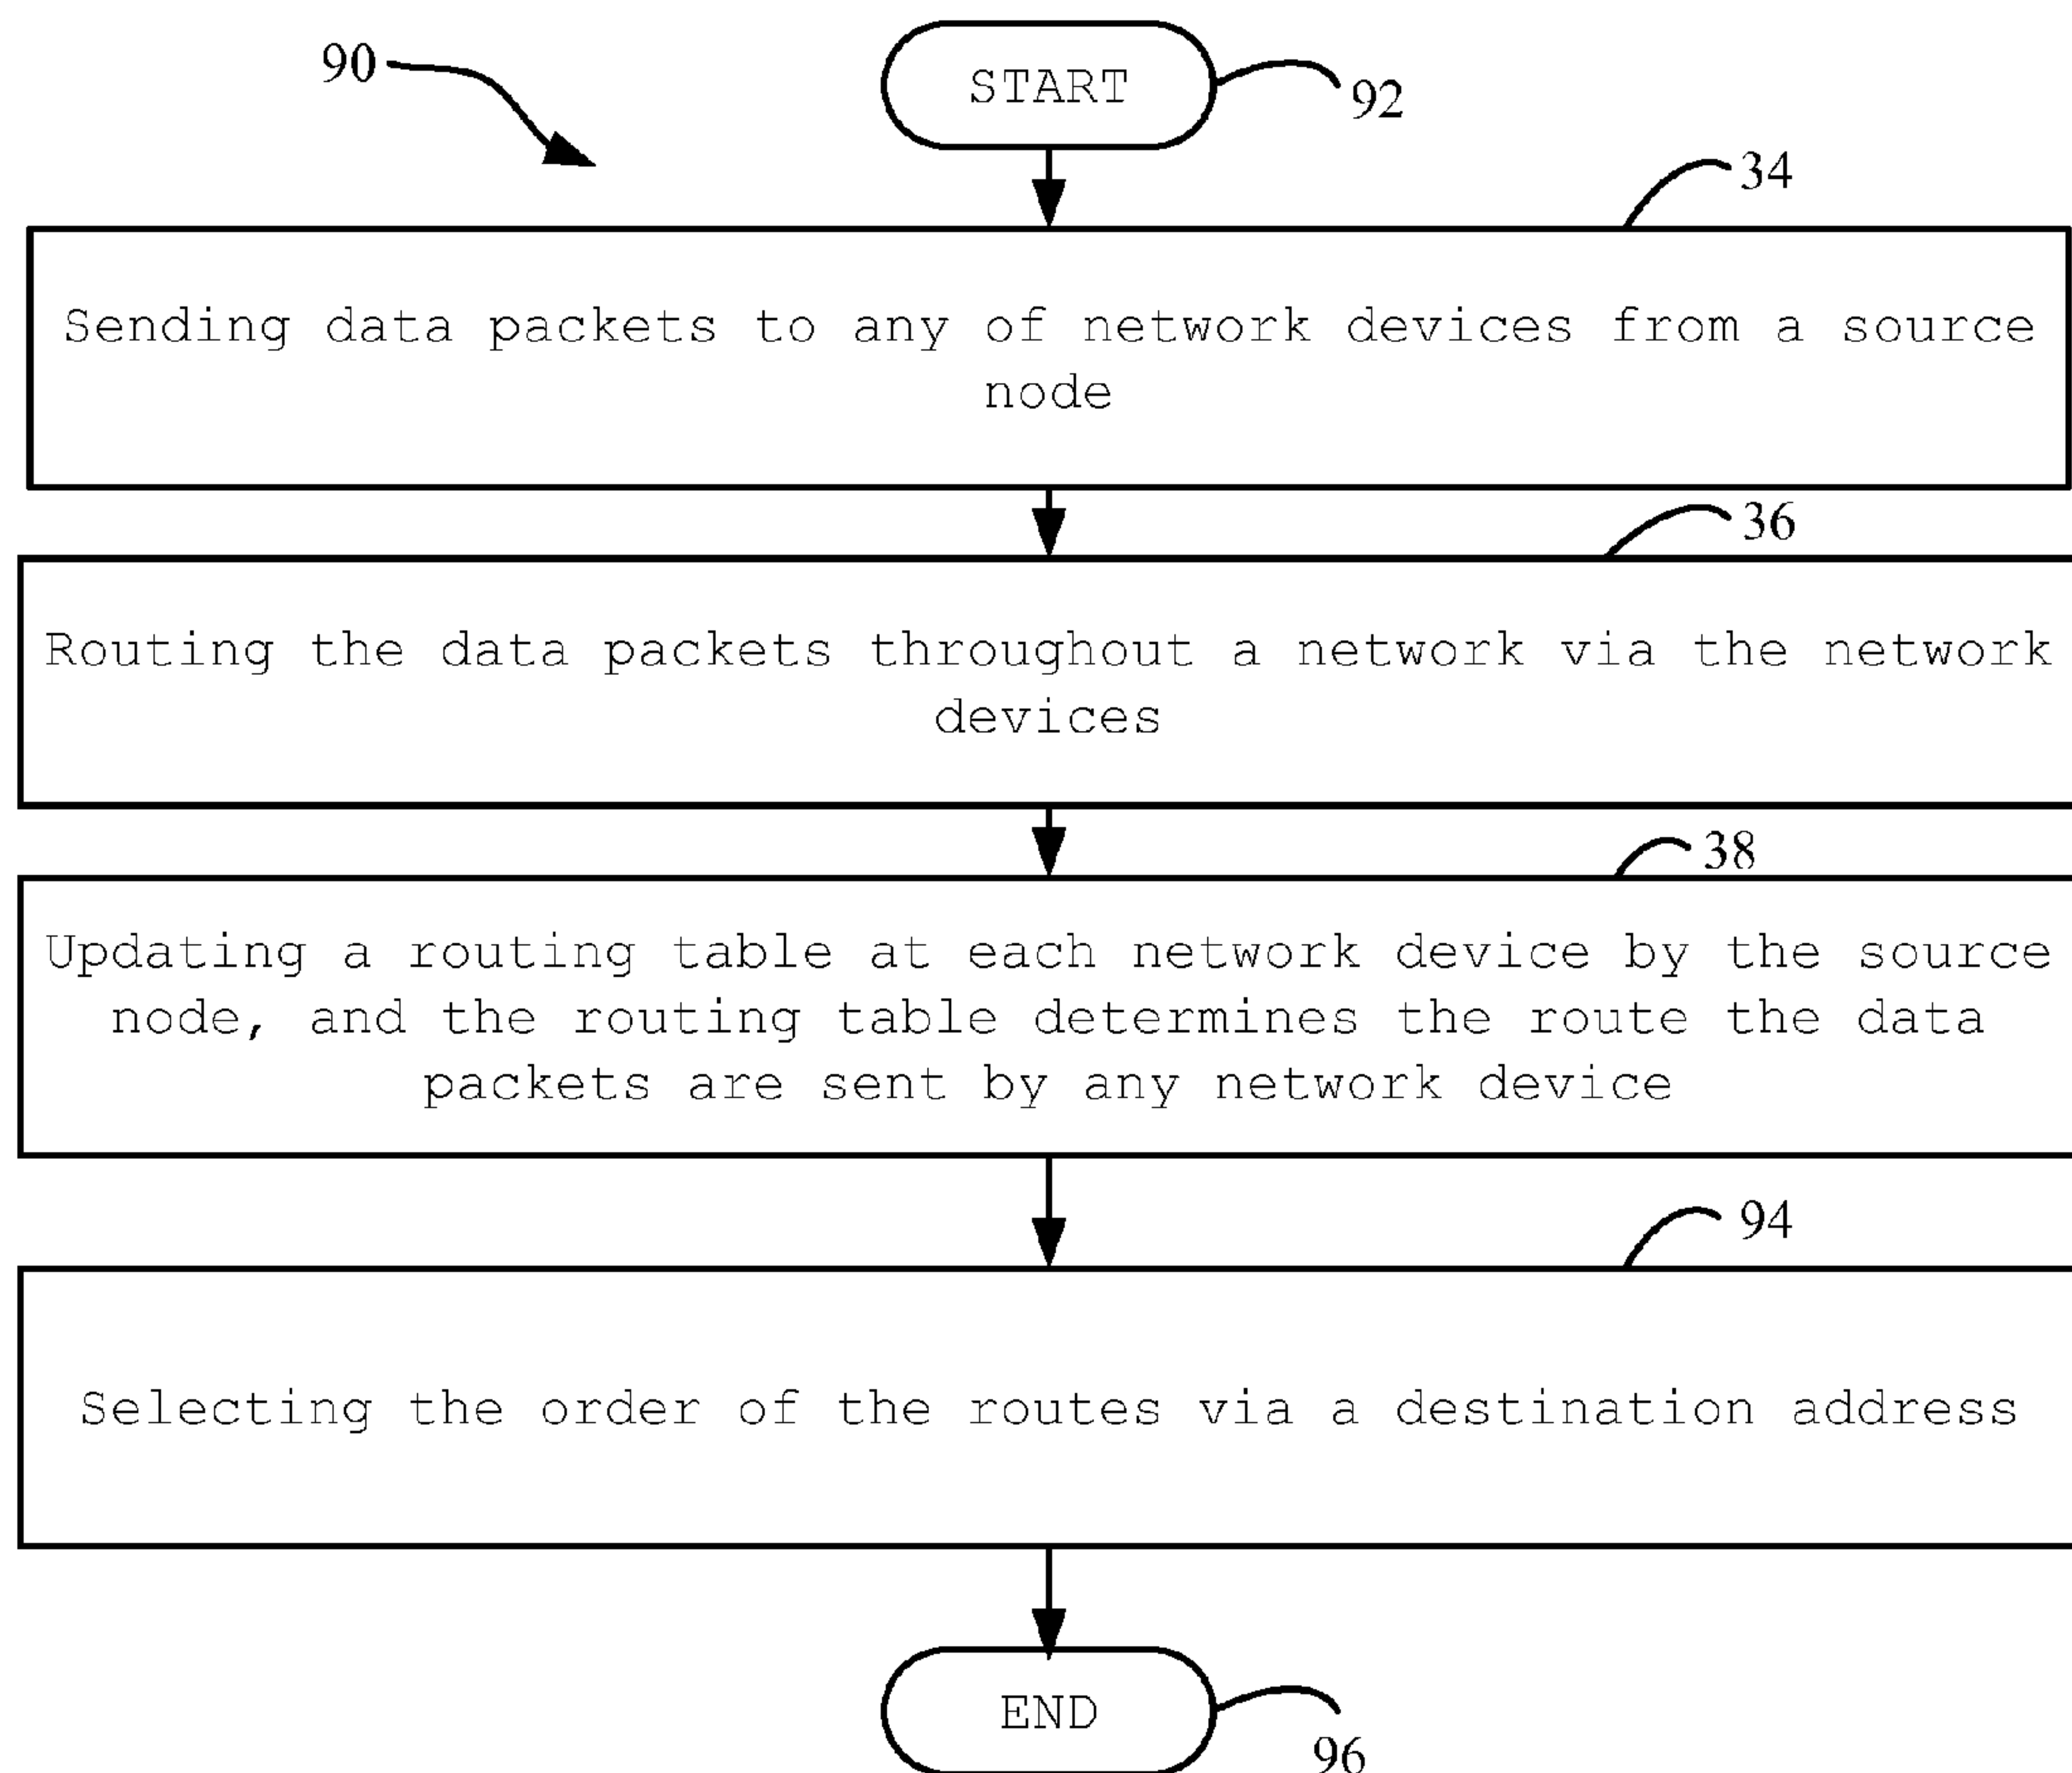 90
START
92
34
Sending data packets to any of network devices from a source
node
36
Routing the data packets throughout a network via the network
devices
38
Updating a routing table at each network device by the source
node, and the routing table determines the route the data
packets are sent by any network device
94
Selecting the order of the routes via a destination address
END
96